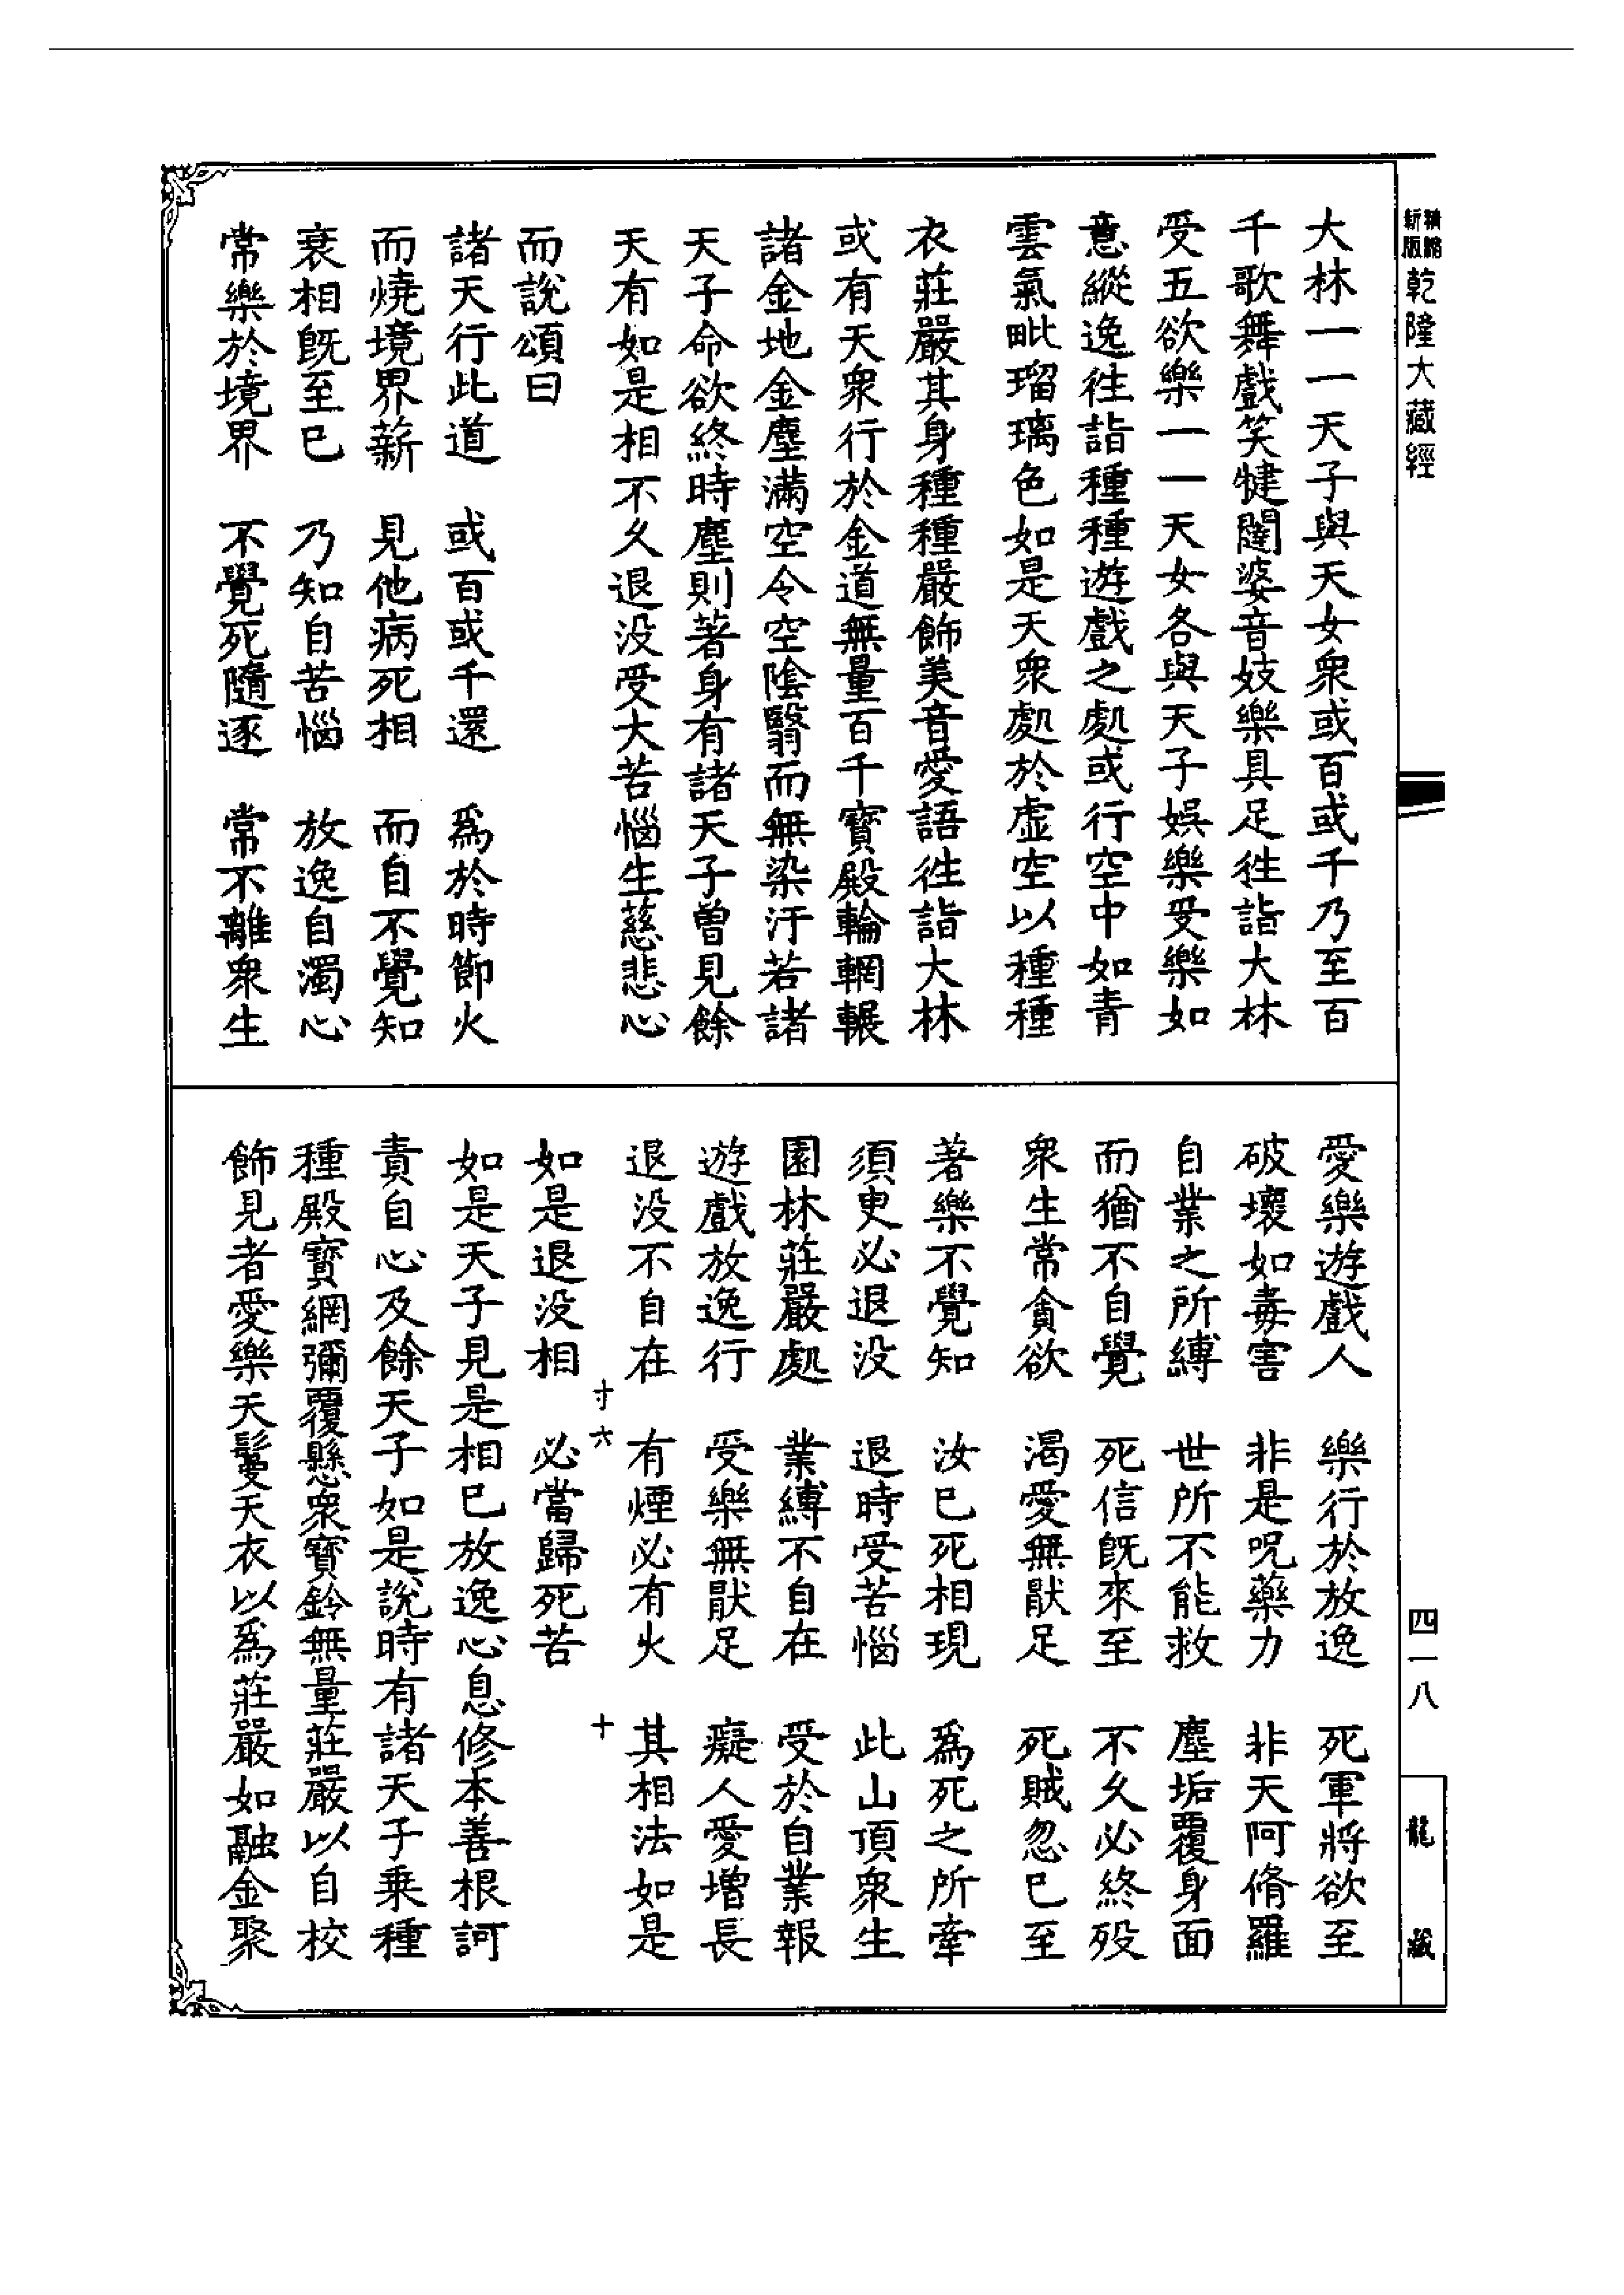 精縮新版乾隆大藏經
大林一一天子與天女衆或百或千乃至百
千歌舞戲笑犍闥婆音妓樂具足徃詣大林
受五欲樂一一天女各與天子娛樂受樂如
意縱逸徃詣種種遊戲之處或行空中如青
雲氣毗瑠璃色如是天衆處於虛空以種種
衣莊嚴其身種種嚴飾美音愛語徃詣大林
或有天衆行於金道無量百千寳殿輪輞輾
諸金地金塵滿空令空陰翳而無染汙若諸
天子命欲終時塵則著身有諸天子曽見餘
天有如是相不久退没受大苦惱生慈悲心
而說頌曰
諸天行此道　或百或千還　爲於時節火
而燒境界薪　見他病死相　而自不覺知
衰相旣至已　乃知自苦惱　放逸自濁心
常樂於境界　不覺死隨逐　常不離衆生
愛樂遊戲人　樂行於放逸　死軍將欲至
破壞如毒害　非是呪藥力　非天阿脩羅
自業之所縛　世所不能救　塵垢覆身面
而猶不自覺　死信旣來至　不久必終殁
衆生常貪欲　渴愛無猒足　死賊忽已至
著樂不覺知　汝已死相現　爲死之所牽
須臾必退没　退時受苦惱　此山頂衆生
園林莊嚴處　業縛不自在　受於自業報
遊戲放逸行　受樂無猒足　癡人愛增長
退没不自在　有煙必有火　其相法如是
寸六　十
如是退没相　必當歸死苦
如是天子見是相已放逸心息修本善根訶
責自心及餘天子如是說時有諸天子乗種
種殿寳網彌覆懸衆寳鈴無量莊嚴以自校
飾見者愛樂天鬘天衣以爲莊嚴如融金聚
四一八
龍藏